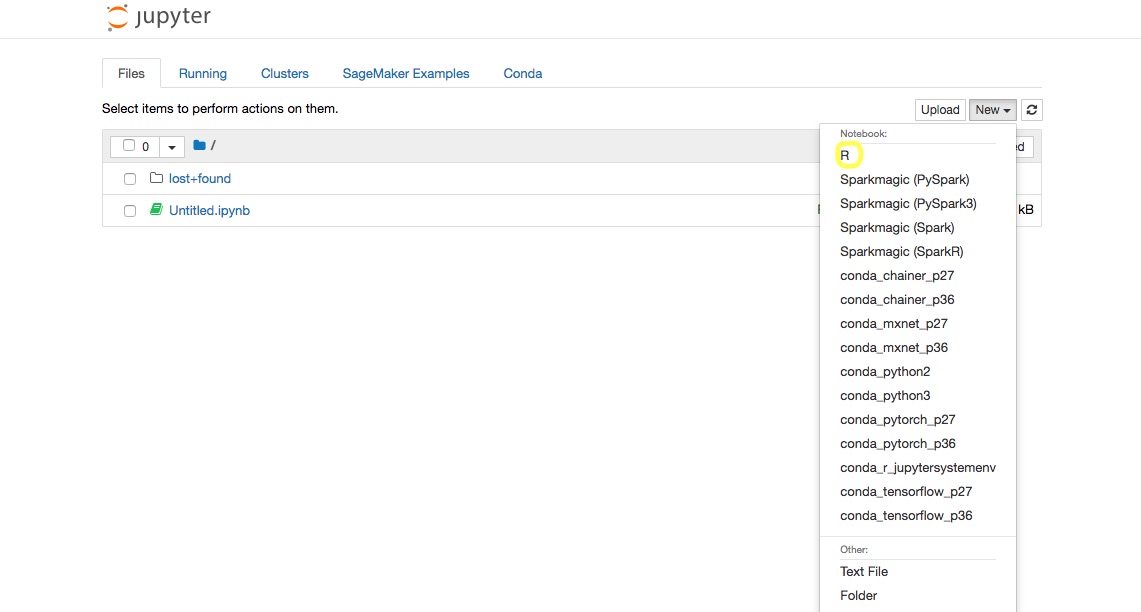 jupyter
Files Running Clusters SageMaker Examples Conda
Select items to perform actions on them.
Upload New
0 /
lost+found
Untitled.ipynb
kB
Notebook:
R
Sparkmagic (PySpark)
Sparkmagic (PySpark3)
Sparkmagic (Spark)
Sparkmagic (SparkR)
conda_chainer_p27
conda_chainer_p36
conda_mxnet_p27
conda_mxnet_p36
conda_python2
conda_python3
conda_pytorch_p27
conda_pytorch_p36
conda_r_jupytersystemenv
conda_tensorflow_p27
conda_tensorflow_p36
Other:
Text File
Folder